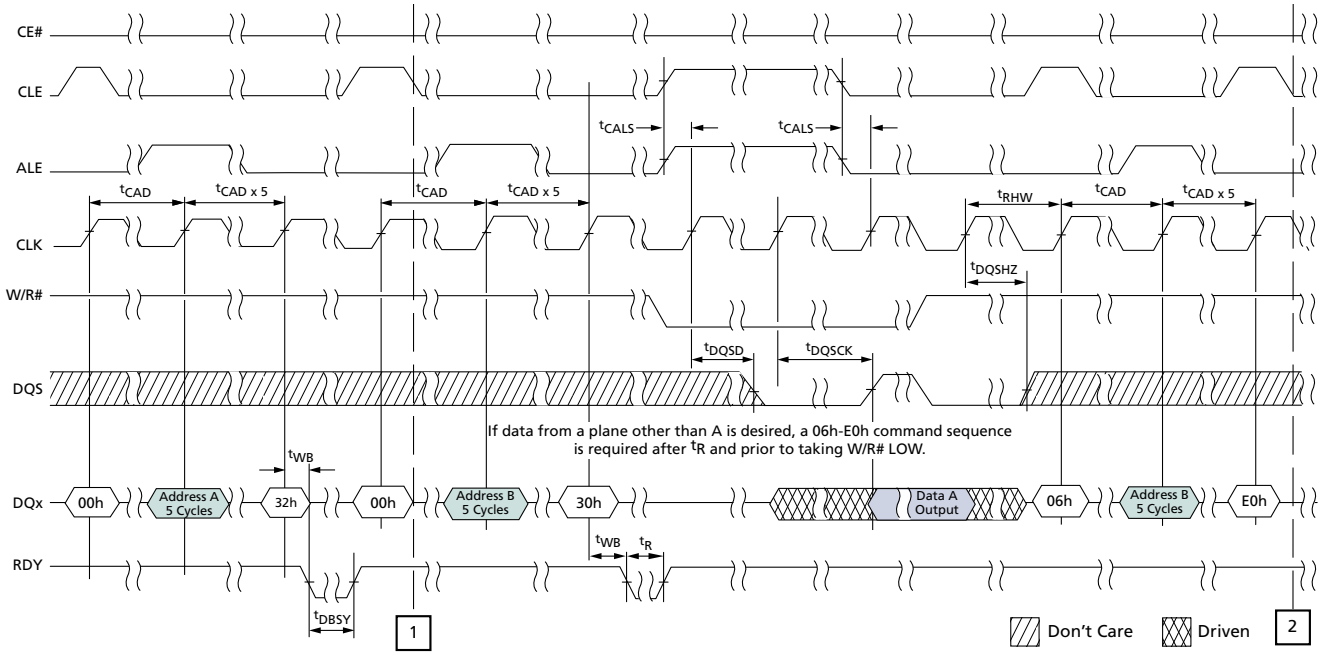 CE#
CLE
tCALS
tCALS
ALE
tCAD
tCAD x 5
tCAD
tCAD x 5
tRHW
tCAD
tCAD x 5
CLK
tDQSHZ
W/R#
tDQSD
tDQSCK
DQS
If data from a plane other than A is desired, a 06h-E0h command sequence
is required after tR and prior to taking W/R# LOW.
tWB
DQx
00h
Address A
5 Cycles
32h
00h
Address B
5 Cycles
30h
Data A
Output
06h
Address B
5 Cycles
E0h
tWB
tR
RDY
tDBSY
1
Don't Care
Driven
2